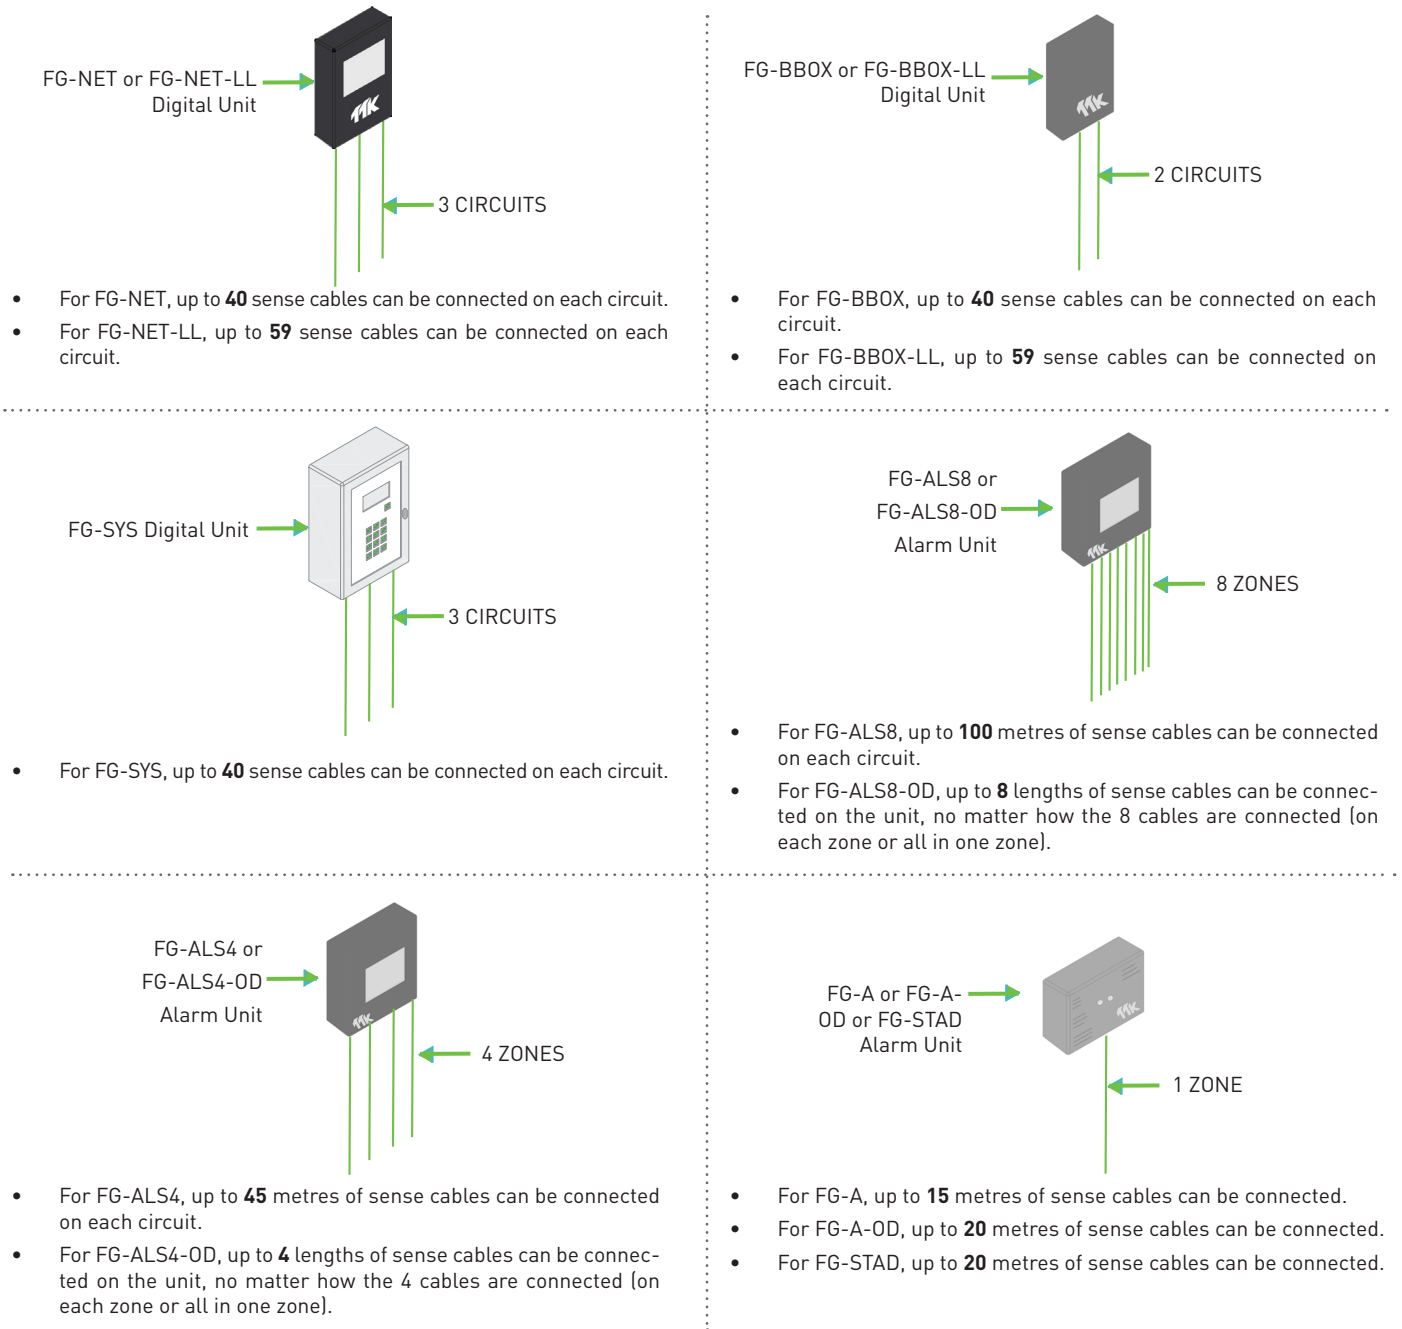 FG-NET or FG-NET-LL
Digital Unit
TTK
3 CIRCUITS
• For FG-NET, up to 40 sense cables can be connected on each circuit.
• For FG-NET-LL, up to 59 sense cables can be connected on each
circuit.
FG-BBOX or FG-BBOX-LL
Digital Unit
TTK
2 CIRCUITS
• For FG-BBOX, up to 40 sense cables can be connected on each
circuit.
• For FG-BBOX-LL, up to 59 sense cables can be connected on
each circuit.
FG-SYS Digital Unit
3 CIRCUITS
• For FG-SYS, up to 40 sense cables can be connected on each circuit.
FG-ALS8 or
FG-ALS8-OD
Alarm Unit
TTK
8 ZONES
• For FG-ALS8, up to 100 metres of sense cables can be connected
on each circuit.
• For FG-ALS8-OD, up to 8 lengths of sense cables can be connec-
ted on the unit, no matter how the 8 cables are connected (on
each zone or all in one zone).
FG-ALS4 or
FG-ALS4-OD
Alarm Unit
TTK
4 ZONES
• For FG-ALS4, up to 45 metres of sense cables can be connected
on each circuit.
• For FG-ALS4-OD, up to 4 lengths of sense cables can be connec-
ted on the unit, no matter how the 4 cables are connected (on
each zone or all in one zone).
FG-A or FG-A-
OD or FG-STAD
Alarm Unit
TTK
1 ZONE
• For FG-A, up to 15 metres of sense cables can be connected.
• For FG-A-OD, up to 20 metres of sense cables can be connected.
• For FG-STAD, up to 20 metres of sense cables can be connected.